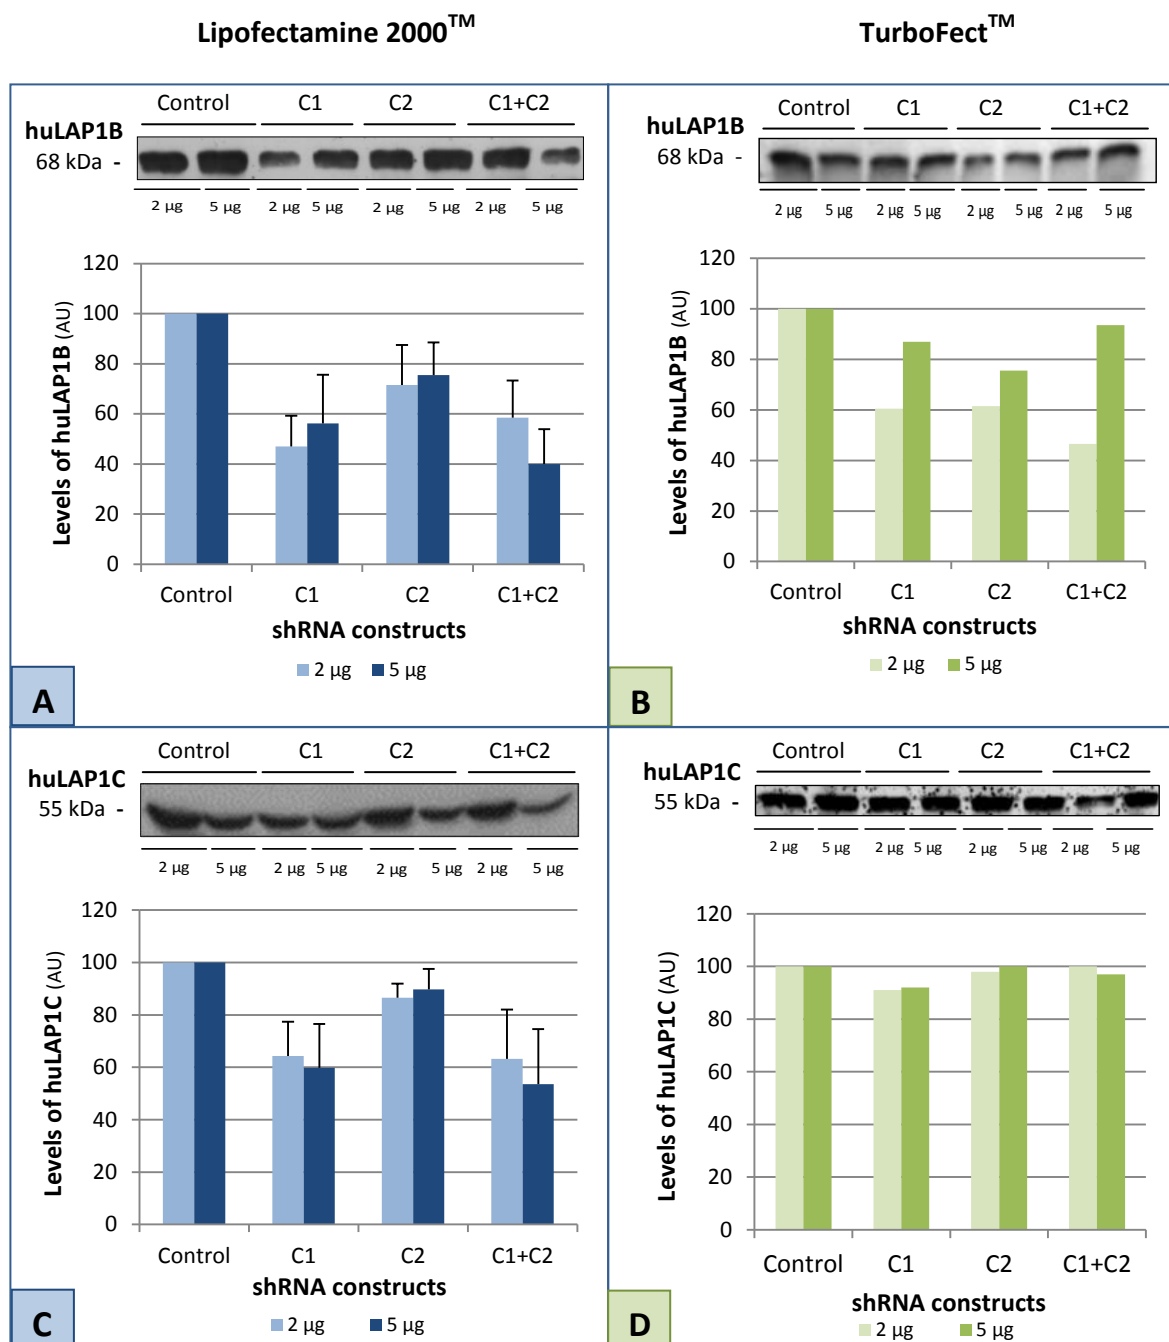 Lipofectamine 2000™
TurboFect™
Control C1 C2 C1+C2
huLAP1B
68 kDa -
2 µg 5 µg 2 µg 5 µg 2 µg 5 µg 2 µg 5 µg
120
100
80
60
40
20
0
Levels of huLAP1B (AU)
Control C1 C2 C1+C2
shRNA constructs
2 µg 5 µg
A
Control C1 C2 C1+C2
huLAP1B
68 kDa -
2 µg 5 µg 2 µg 5 µg 2 µg 5 µg 2 µg 5 µg
120
100
80
60
40
20
0
Levels of huLAP1B (AU)
Control C1 C2 C1+C2
shRNA constructs
2 µg 5 µg
B
Control C1 C2 C1+C2
huLAP1C
55 kDa -
2 µg 5 µg 2 µg 5 µg 2 µg 5 µg 2 µg 5 µg
120
100
80
60
40
20
0
Levels of huLAP1C (AU)
Control C1 C2 C1+C2
shRNA constructs
2 µg 5 µg
C
Control C1 C2 C1+C2
huLAP1C
55 kDa -
2 µg 5 µg 2 µg 5 µg 2 µg 5 µg 2 µg 5 µg
120
100
80
60
40
20
0
Levels of huLAP1C (AU)
Control C1 C2 C1+C2
shRNA constructs
2 µg 5 µg
D